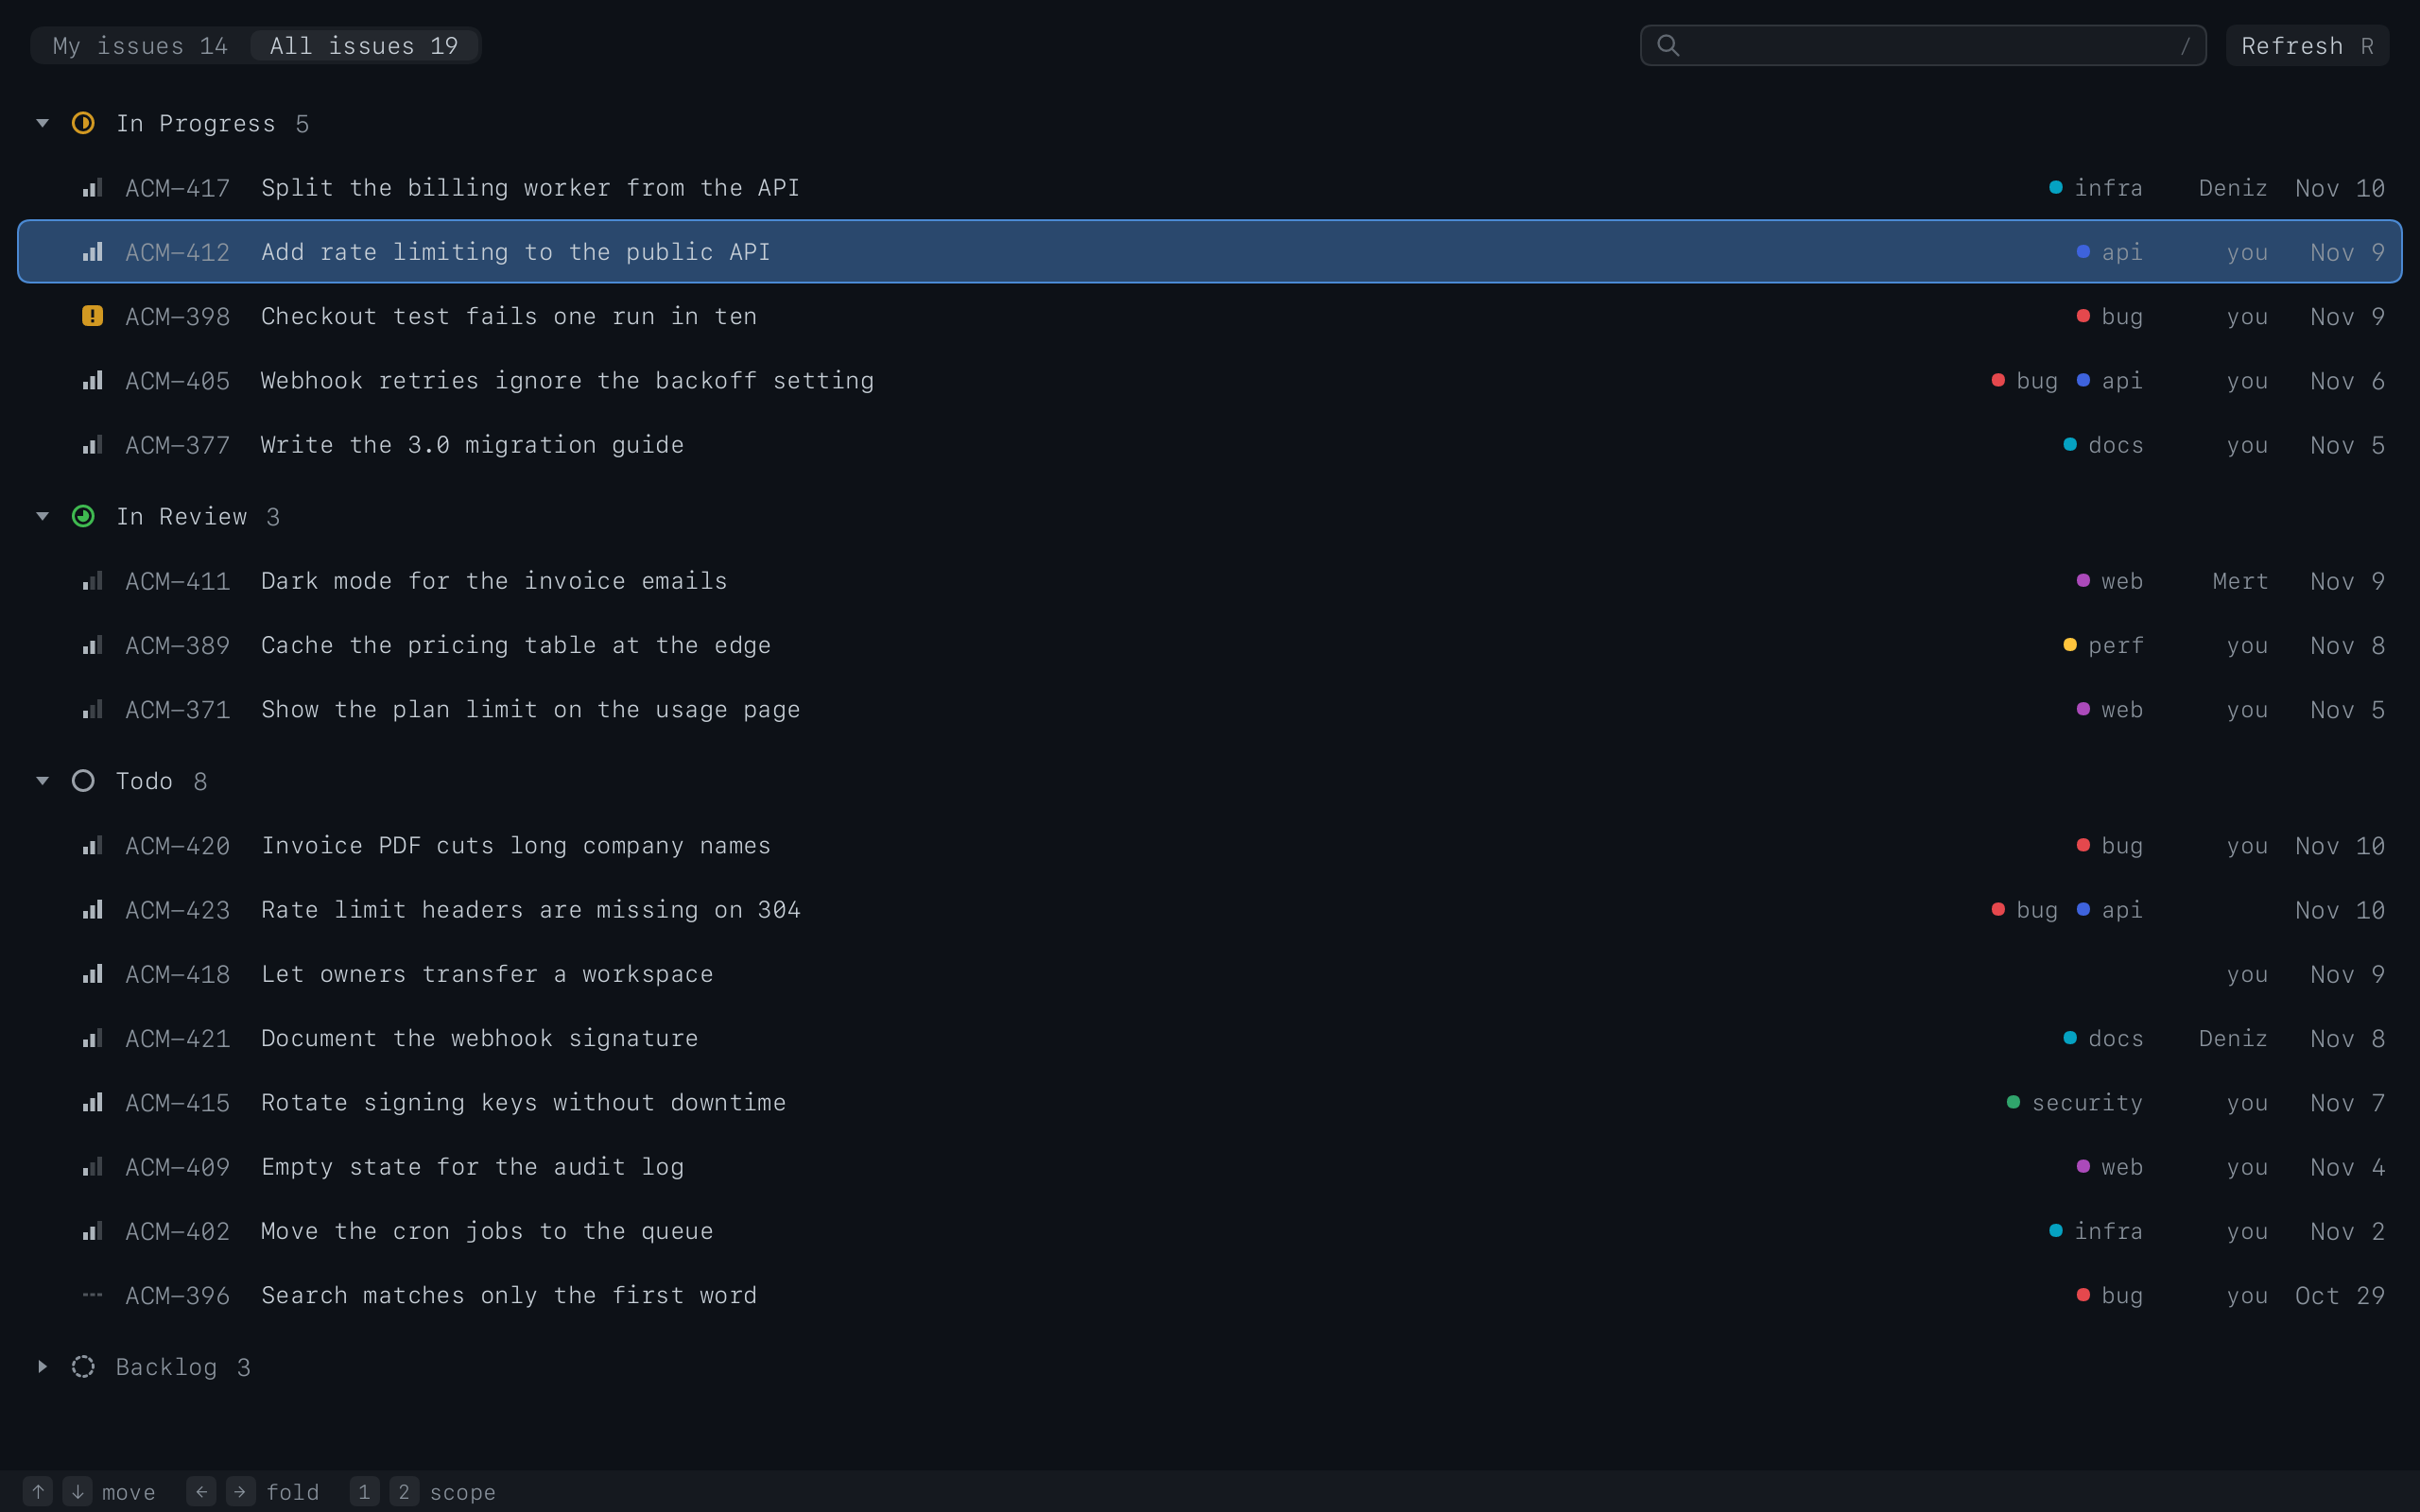 My issues 14 All issues 19 / Refresh R
In Progress 5
ACM-417 Split the billing worker from the API infra Deniz Nov 10
ACM-412 Add rate limiting to the public API api you Nov 9
ACM-398 Checkout test fails one run in ten bug you Nov 9
ACM-405 Webhook retries ignore the backoff setting bug api you Nov 6
ACM-377 Write the 3.0 migration guide docs you Nov 5
In Review 3
ACM-411 Dark mode for the invoice emails web Mert Nov 9
ACM-389 Cache the pricing table at the edge perf you Nov 8
ACM-371 Show the plan limit on the usage page web you Nov 5
Todo 8
ACM-420 Invoice PDF cuts long company names bug you Nov 10
ACM-423 Rate limit headers are missing on 304 bug api Nov 10
ACM-418 Let owners transfer a workspace you Nov 9
ACM-421 Document the webhook signature docs Deniz Nov 8
ACM-415 Rotate signing keys without downtime security you Nov 7
ACM-409 Empty state for the audit log web you Nov 4
ACM-402 Move the cron jobs to the queue infra you Nov 2
ACM-396 Search matches only the first word bug you Oct 29
Backlog 3
↑ ↓ move ← → fold 1 2 scope